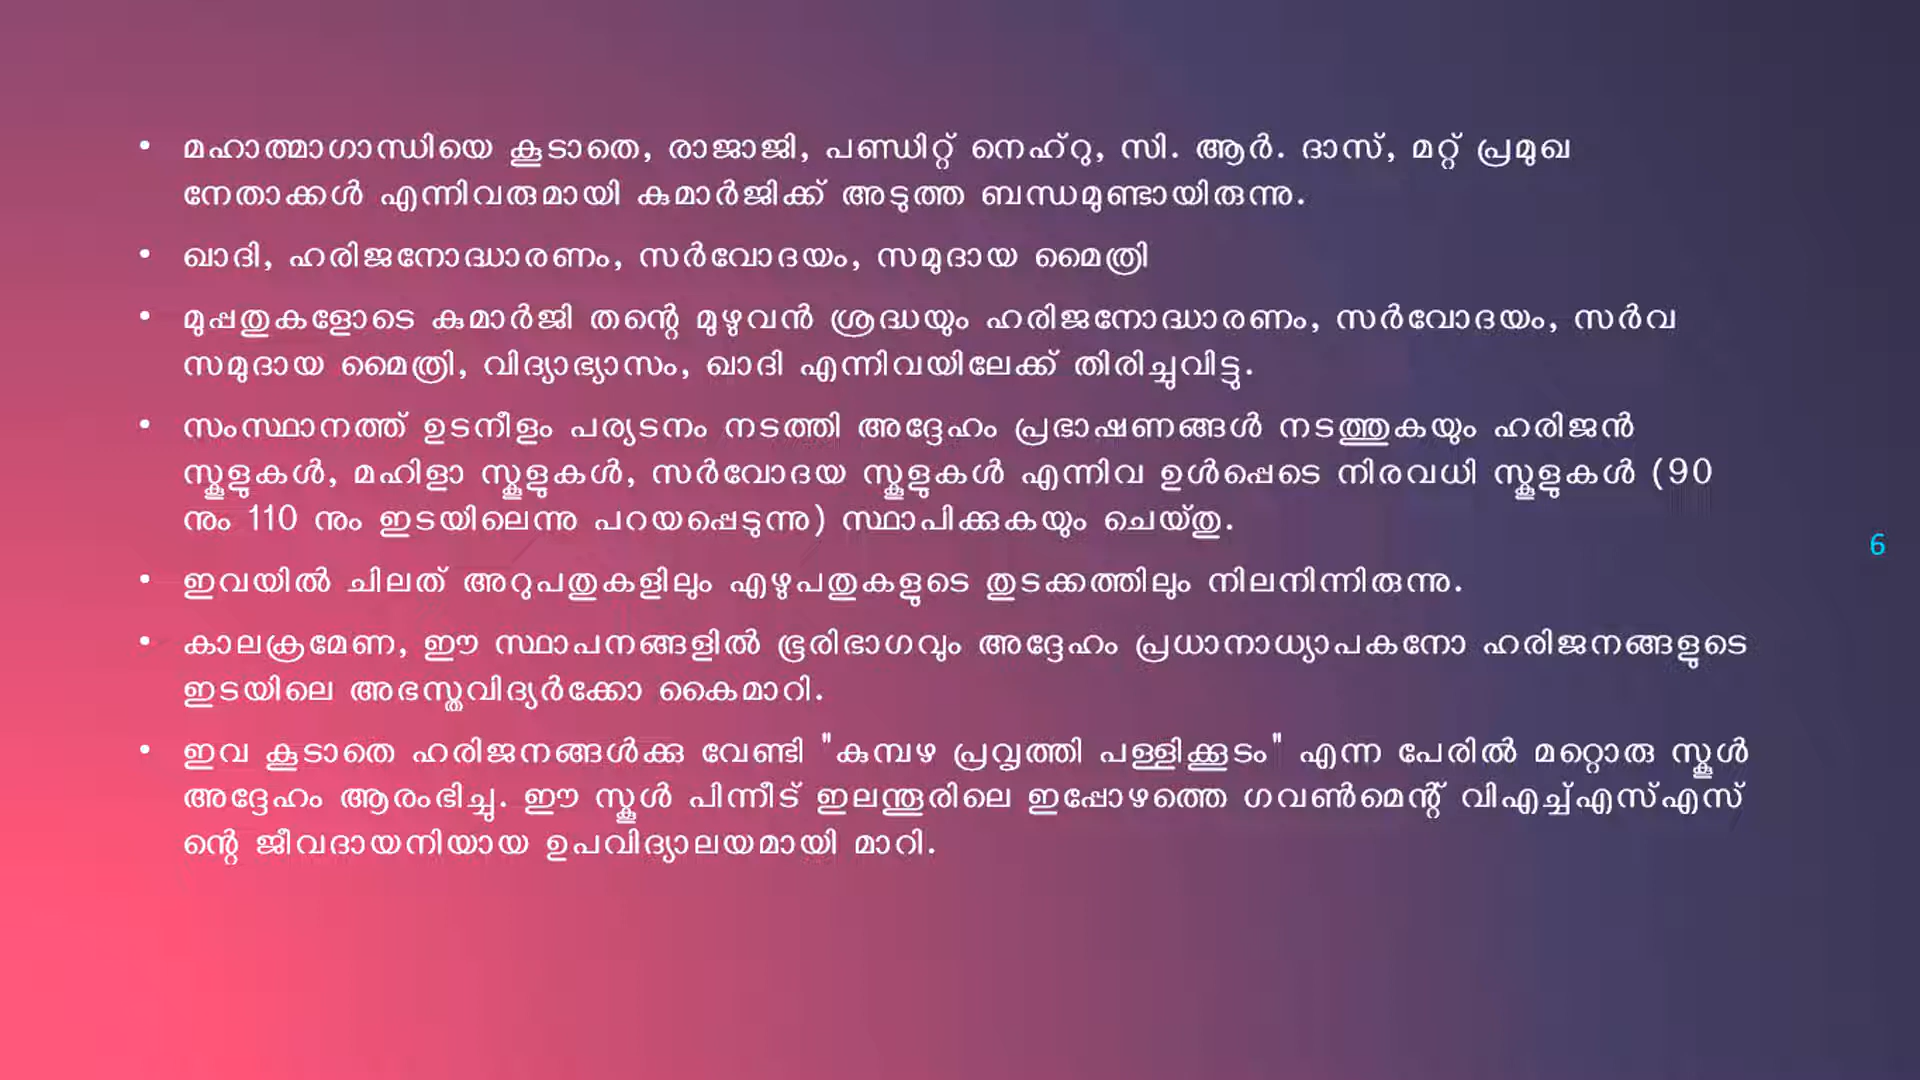 • മഹാത്മാഗാന്ധിയെ കൂടാതെ, രാജാജി, പണ്ഡിറ്റ് നെഹ്റു, സി. ആർ. ദാസ്, മറ്റ് പ്രമുഖ
നേതാക്കൾ എന്നിവരുമായി കുമാർജിക്ക് അടുത്ത ബന്ധമുണ്ടായിരുന്നു.
• ഖാദി, ഹരിജനോദ്ധാരണം, സർവോദയം, സമുദായ മൈത്രി
• മുപ്പതുകളോടെ കുമാർജി തന്റെ മുഴുവൻ ശ്രദ്ധയും ഹരിജനോദ്ധാരണം, സർവോദയം, സർവ
സമുദായ മൈത്രി, വിദ്യാഭ്യാസം, ഖാദി എന്നിവയിലേക്ക് തിരിച്ചുവിട്ടു.
• സംസ്ഥാനത്ത് ഉടനീളം പര്യടനം നടത്തി അദ്ദേഹം പ്രഭാഷണങ്ങൾ നടത്തുകയും ഹരിജൻ
സ്കൂളുകൾ, മഹിളാ സ്കൂളുകൾ, സർവോദയ സ്കൂളുകൾ എന്നിവ ഉൾപ്പെടെ നിരവധി സ്കൂളുകൾ (90
നും 110 നും ഇടയിലെന്നു പറയപ്പെടുന്നു) സ്ഥാപിക്കുകയും ചെയ്തു.
6
• ഇവയിൽ ചിലത് അറുപതുകളിലും എഴുപതുകളുടെ തുടക്കത്തിലും നിലനിന്നിരുന്നു.
• കാലക്രമേണ, ഈ സ്ഥാപനങ്ങളിൽ ഭൂരിഭാഗവും അദ്ദേഹം പ്രധാനാധ്യാപകനോ ഹരിജനങ്ങളുടെ
ഇടയിലെ അഭസ്തവിദ്യർക്കോ കൈമാറി.
• ഇവ കൂടാതെ ഹരിജനങ്ങൾക്കു വേണ്ടി "കുമ്പഴ പ്രവൃത്തി പള്ളിക്കൂടം" എന്ന പേരിൽ മറ്റൊരു സ്കൂൾ
അദ്ദേഹം ആരംഭിച്ചു. ഈ സ്കൂൾ പിന്നീട് ഇലന്തൂരിലെ ഇപ്പോഴത്തെ ഗവൺമെന്റ് വിഎച്ച്എസ്എസ്
ന്റെ ജീവദായനിയായ ഉപവിദ്യാലയമായി മാറി.